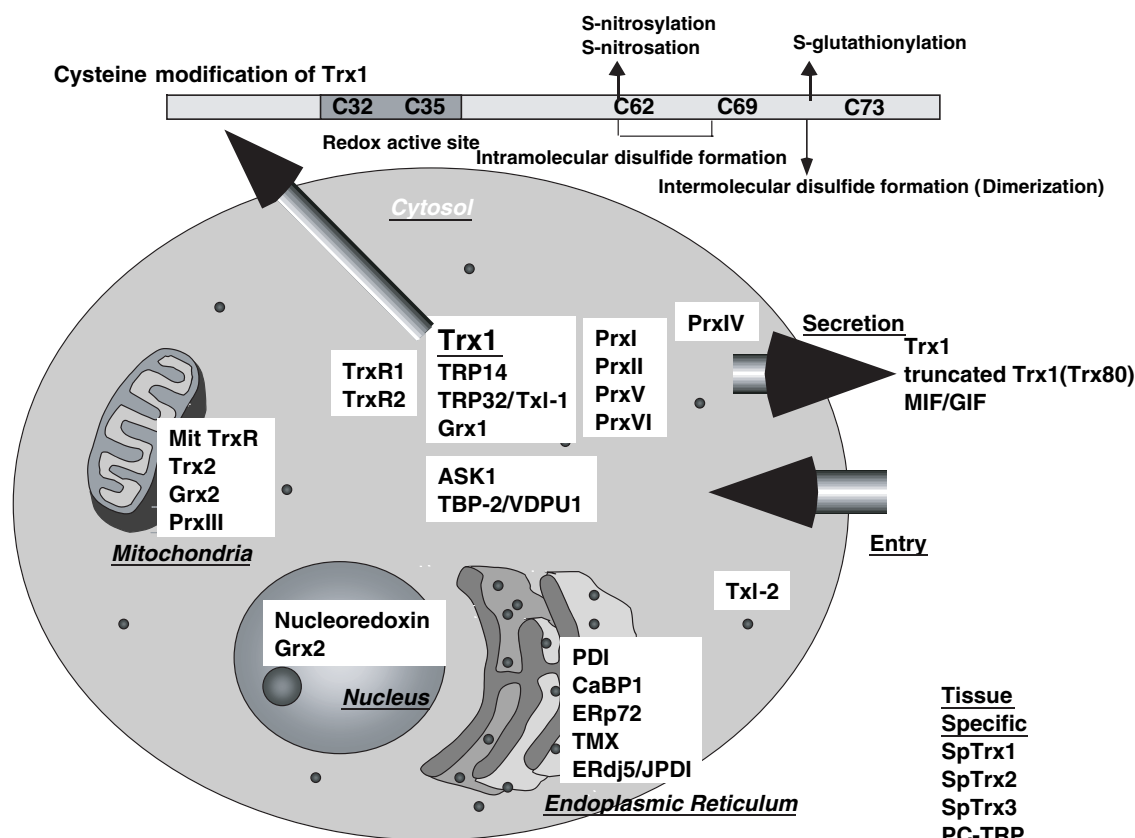 S-nitrosylation
S-nitrosation
S-glutathionylation
Cysteine modification of Trx1
C32 C35 C62 C69 C73
Redox active site
Intramolecular disulfide formation
Intermolecular disulfide formation (Dimerization)
Cytosol
Trx1
TRP14
TRP32/Txl-1
Grx1
TrxR1
TrxR2
PrxI
PrxII
PrxV
PrxVI
PrxIV
Secretion
Trx1
truncated Trx1(Trx80)
MIF/GIF
Mit TrxR
Trx2
Grx2
PrxIII
Mitochondria
ASK1
TBP-2/VDPU1
Entry
Txl-2
Nucleoredoxin
Grx2
Nucleus
PDI
CaBP1
ERp72
TMX
ERdj5/JPDI
Endoplasmic Reticulum
Tissue
Specific
SpTrx1
SpTrx2
SpTrx3
PC-TRP